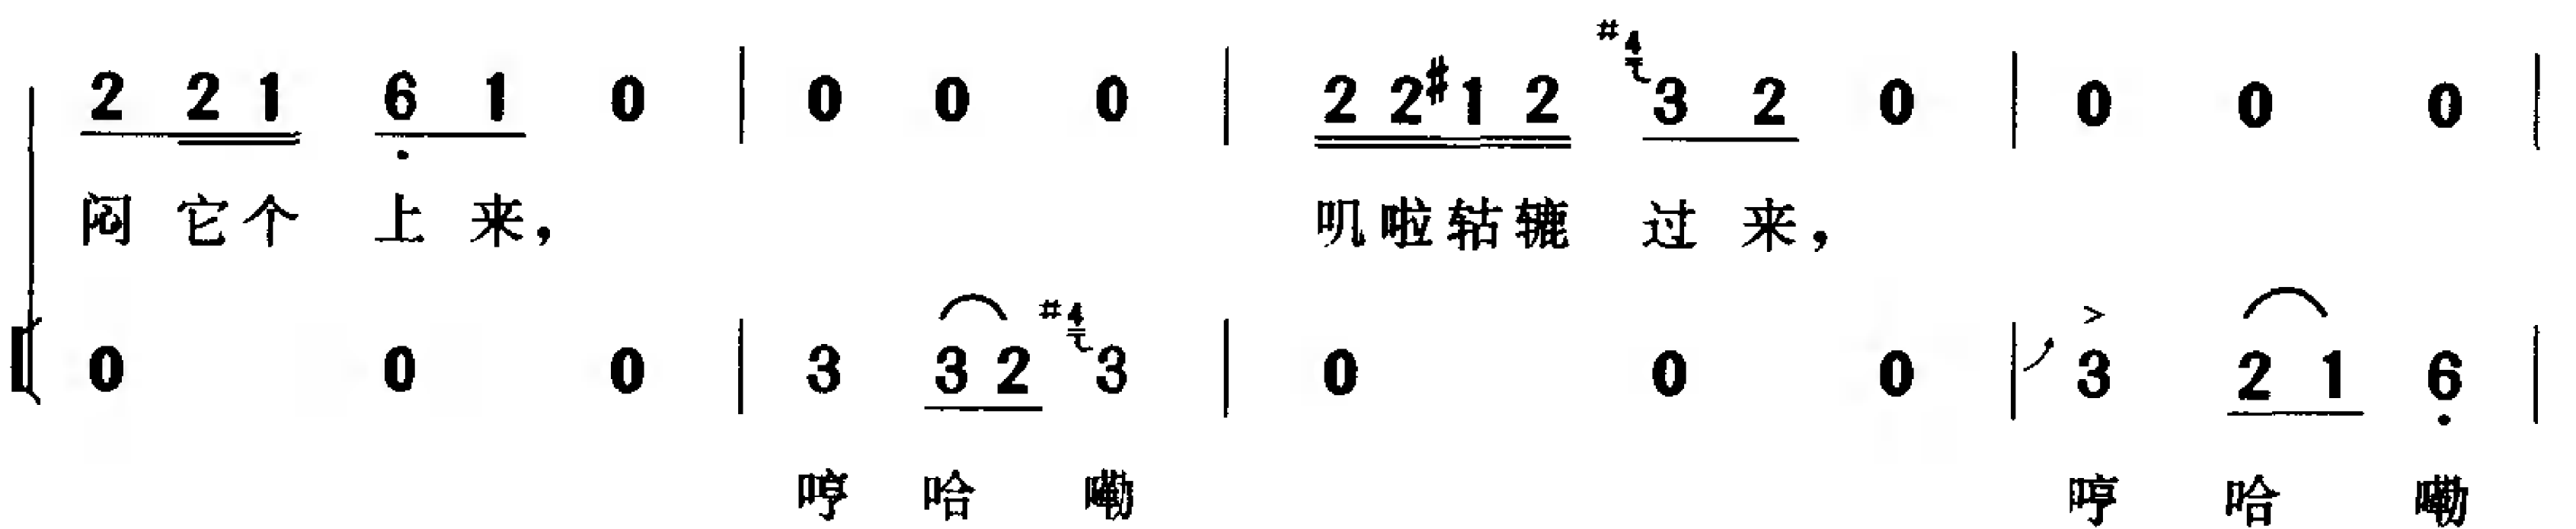 2 2 1 6 1 0 | 0 0 0 | 2 2 #1 2 #4 3 2 0 | 0 0 0 |
闷 它个 上 来， 叽啦轱辘 过 来，
0 0 0 | 3 3 2 #4 3 | 0 0 0 | 3 2 1 6 |
哼 哈 嘞 哼 哈 嘞